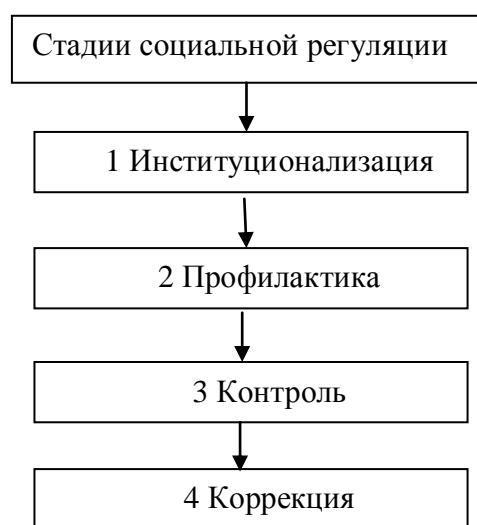 Стадии социальной регуляции
1 Институционализация
2 Профилактика
3 Контроль
4 Коррекция